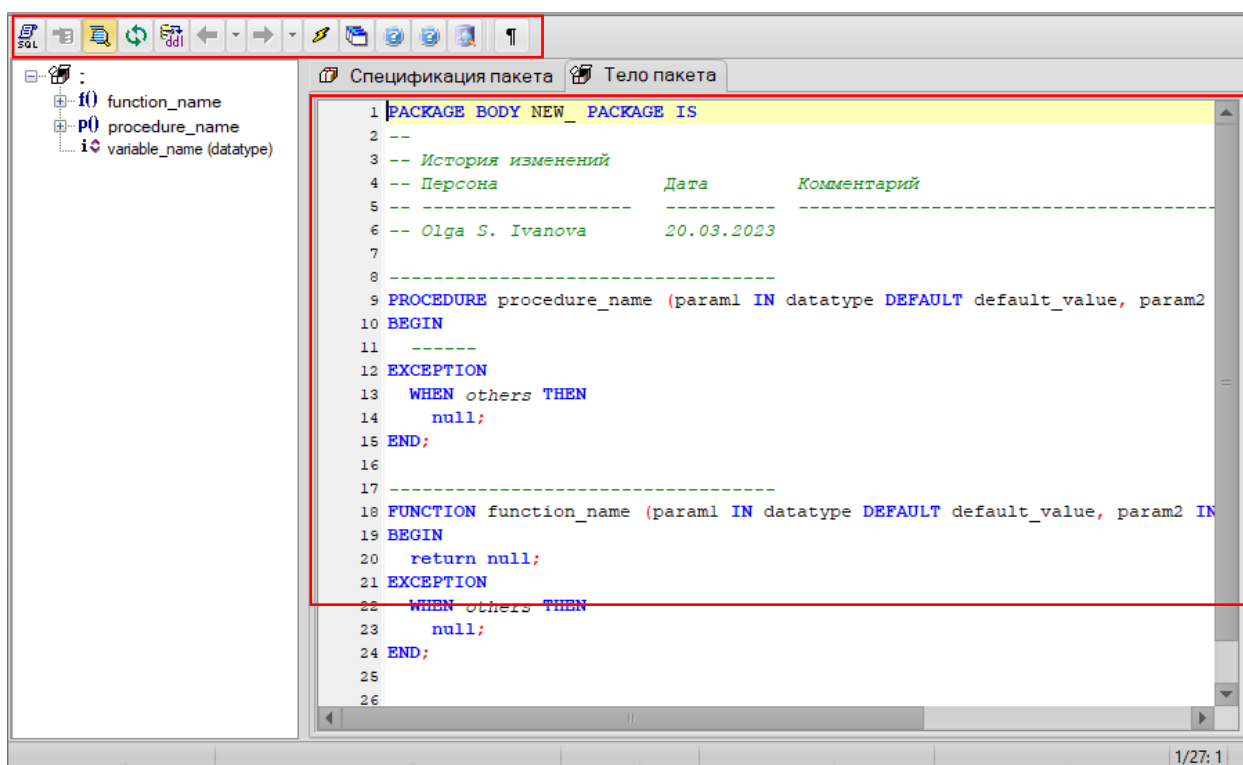 SQL ddl ¶
:
f() function_name
P() procedure_name
i variable_name (datatype)
Спецификация пакета Тело пакета
1 PACKAGE BODY NEW_ PACKAGE IS
2 --
3 -- История изменений
4 -- Персона Дата Комментарий
5 -- ------------------- ---------- --------------------------------------
6 -- Olga S. Ivanova 20.03.2023
7
8 -----------------------------------
9 PROCEDURE procedure_name (param1 IN datatype DEFAULT default_value, param2
10 BEGIN
11 ------
12 EXCEPTION
13 WHEN others THEN
14 null;
15 END;
16
17 -----------------------------------
18 FUNCTION function_name (param1 IN datatype DEFAULT default_value, param2 IN
19 BEGIN
20 return null;
21 EXCEPTION
22 WHEN others THEN
23 null;
24 END;
25
26
1/27: 1